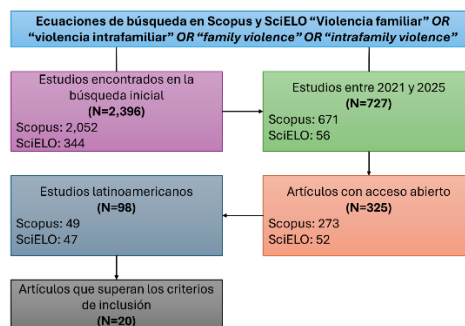 Ecuaciones de búsqueda en Scopus y SciELO “Violencia familiar” OR
“violencia intrafamiliar” OR “family violence” OR “intrafamily violence”
Estudios encontrados en la
búsqueda inicial
(N=2,396)
Scopus: 2,052
SciELO: 344
Estudios entre 2021 y 2025
(N=727)
Scopus: 671
SciELO: 56
Artículos con acceso abierto
(N=325)
Scopus: 273
SciELO: 52
Estudios latinoamericanos
(N=98)
Scopus: 49
SciELO: 47
Artículos que superan los criterios
de inclusión
(N=20)